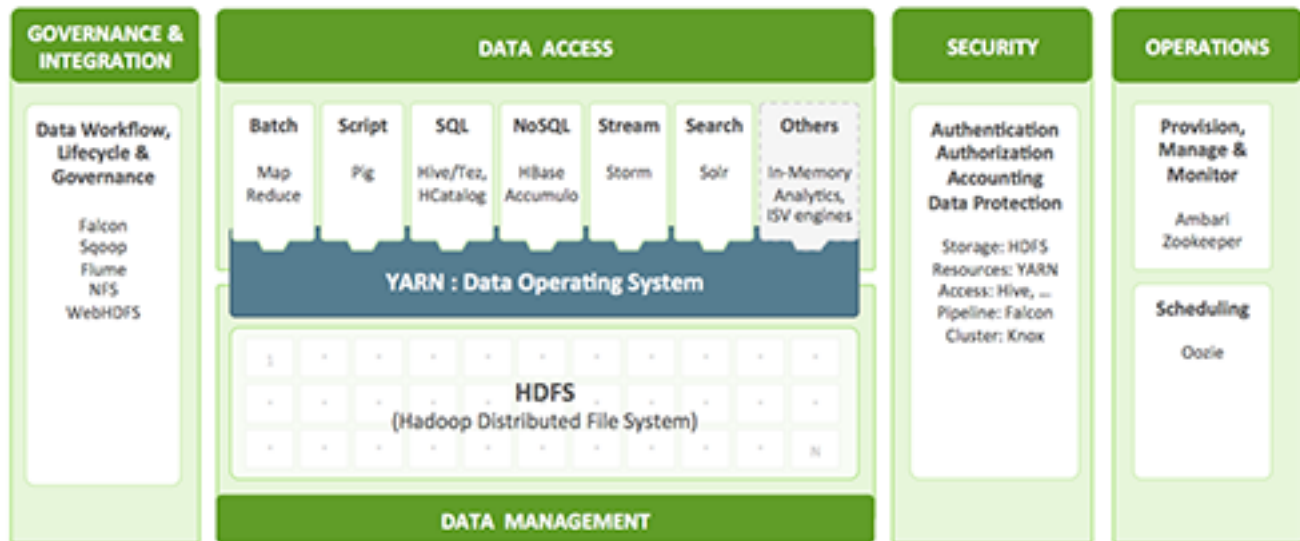 GOVERNANCE &
INTEGRATION
Data Workflow,
Lifecycle &
Governance
Falcon
Sqoop
Flume
NFS
WebHDFS
DATA ACCESS
Batch
Map
Reduce
Script
Pig
SQL
Hive/Tez,
HCatalog
NoSQL
HBase
Accumulo
Stream
Storm
Search
Solr
Others
In-Memory
Analytics,
ISV engines
YARN : Data Operating System
1
HDFS
(Hadoop Distributed File System)
N
DATA MANAGEMENT
SECURITY
Authentication
Authorization
Accounting
Data Protection
Storage: HDFS
Resources: YARN
Access: Hive, ...
Pipeline: Falcon
Cluster: Knox
OPERATIONS
Provision,
Manage &
Monitor
Ambari
Zookeeper
Scheduling
Oozie